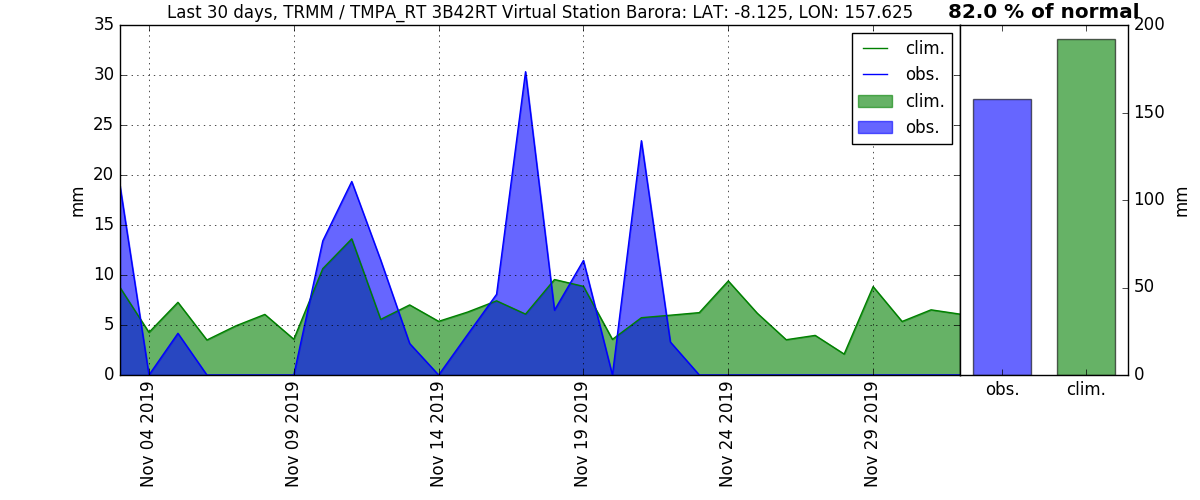 Last 30 days, TRMM / TMPA_RT 3B42RT Virtual Station Barora: LAT: -8.125, LON: 157.625
82.0 % of normal
35
30
25
20
15
10
5
0
mm
clim.
obs.
clim.
obs.
200
150
100
50
0
mm
Nov 04 2019
Nov 09 2019
Nov 14 2019
Nov 19 2019
Nov 24 2019
Nov 29 2019
obs.
clim.